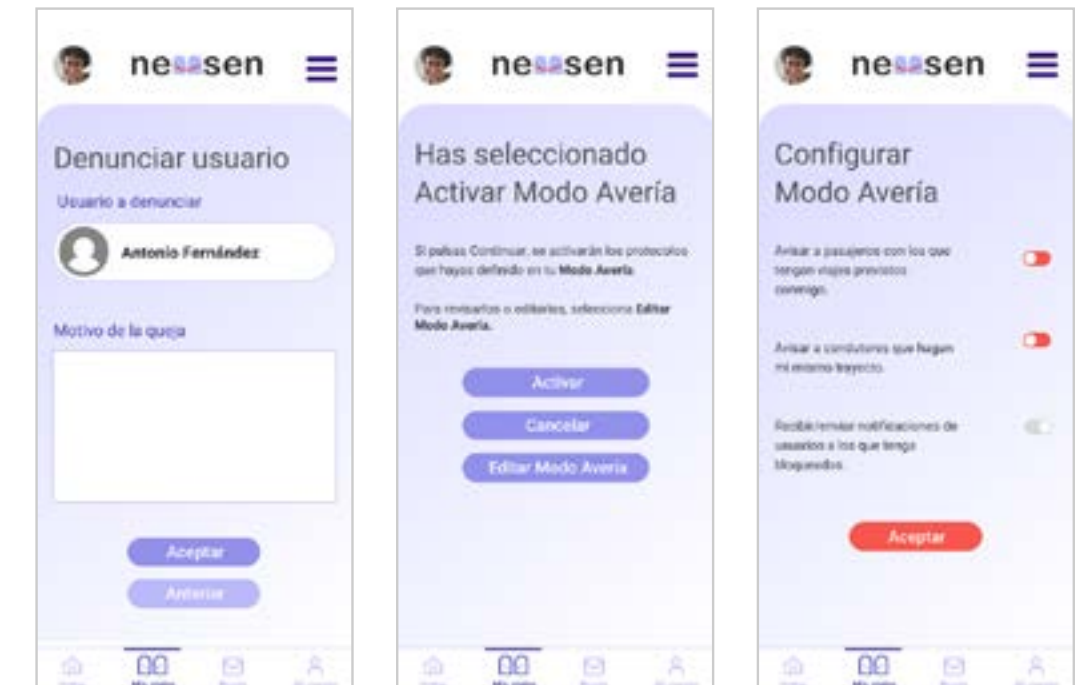 nessen
Denunciar usuario
Usuario a denunciar
Antonio Fernández
Motivo de la queja
Aceptar
Anterior
nessen
Has seleccionado
Activar Modo Avería
Si pulsas Continuar, se activarán los protocolos
que hayas definido en tu Modo Avería.
Para revisarlos o editarlos, selecciona Editar
Modo Avería.
Activar
Cancelar
Editar Modo Avería
nessen
Configurar
Modo Avería
Avisar a pasajeros con los que
tengan viajes previstos
conmigo.
Avisar a conductores que hagan
mi mismo trayecto.
Recibir/enviar notificaciones de
usuarios a los que tenga
bloqueados.
Aceptar